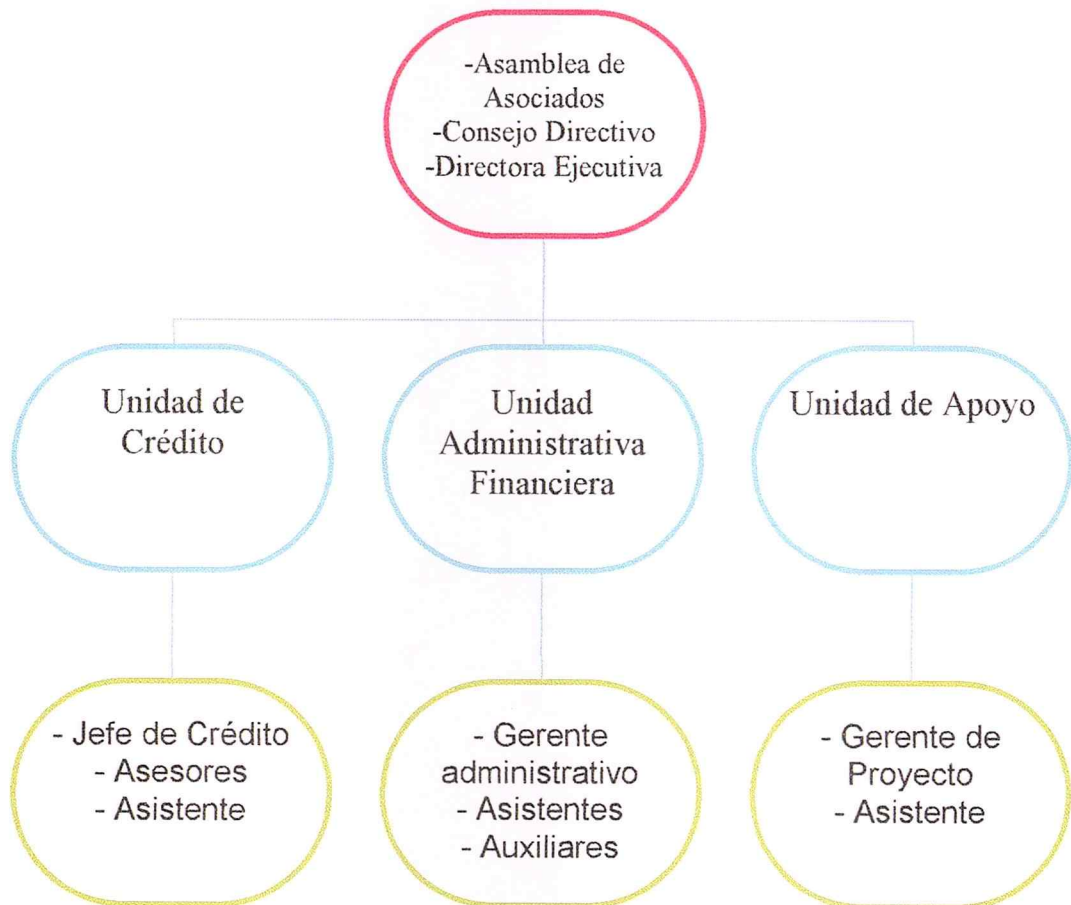 -Asamblea de
Asociados
-Consejo Directivo
-Directora Ejecutiva
Unidad de
Crédito
Unidad
Administrativa
Financiera
Unidad de Apoyo
- Jefe de Crédito
- Asesores
- Asistente
- Gerente
administrativo
- Asistentes
- Auxiliares
- Gerente de
Proyecto
- Asistente